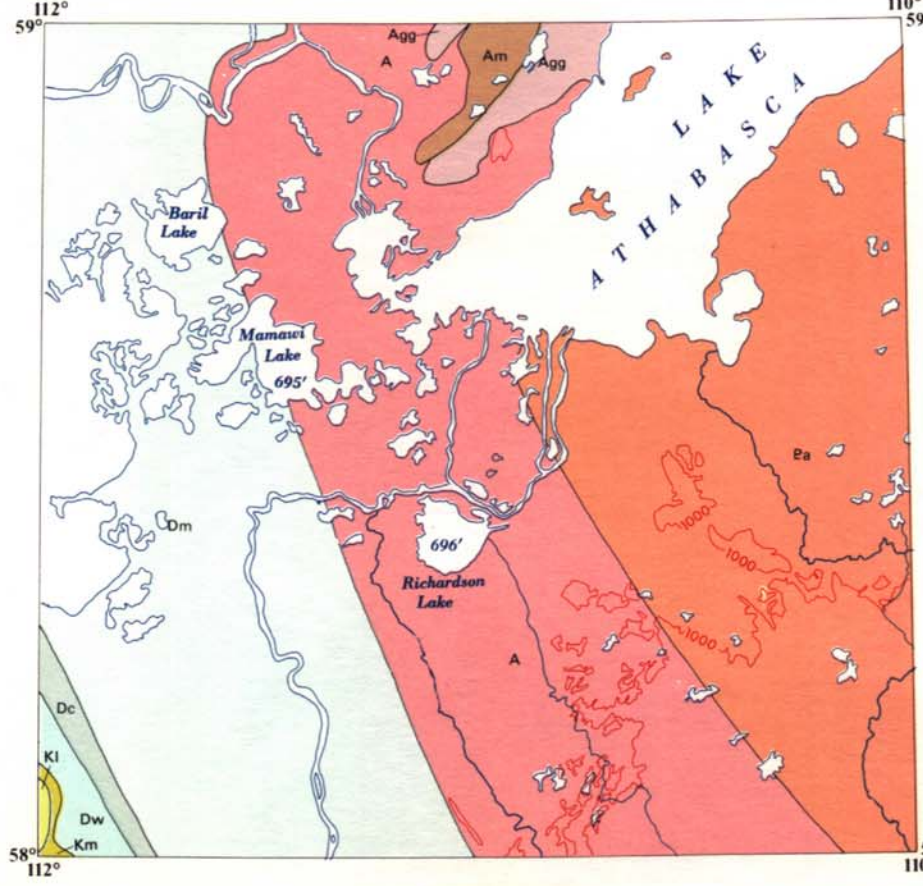 112°
110°
59°
59
Agg
A
Am
Agg
LAKE
ATHABASCA
Baril
Lake
Mamawi
Lake
695'
Pa
1000
Dm
1000
696'
Richardson
Lake
1000
A
Dc
Kl
Dw
Km
58°
112°
110